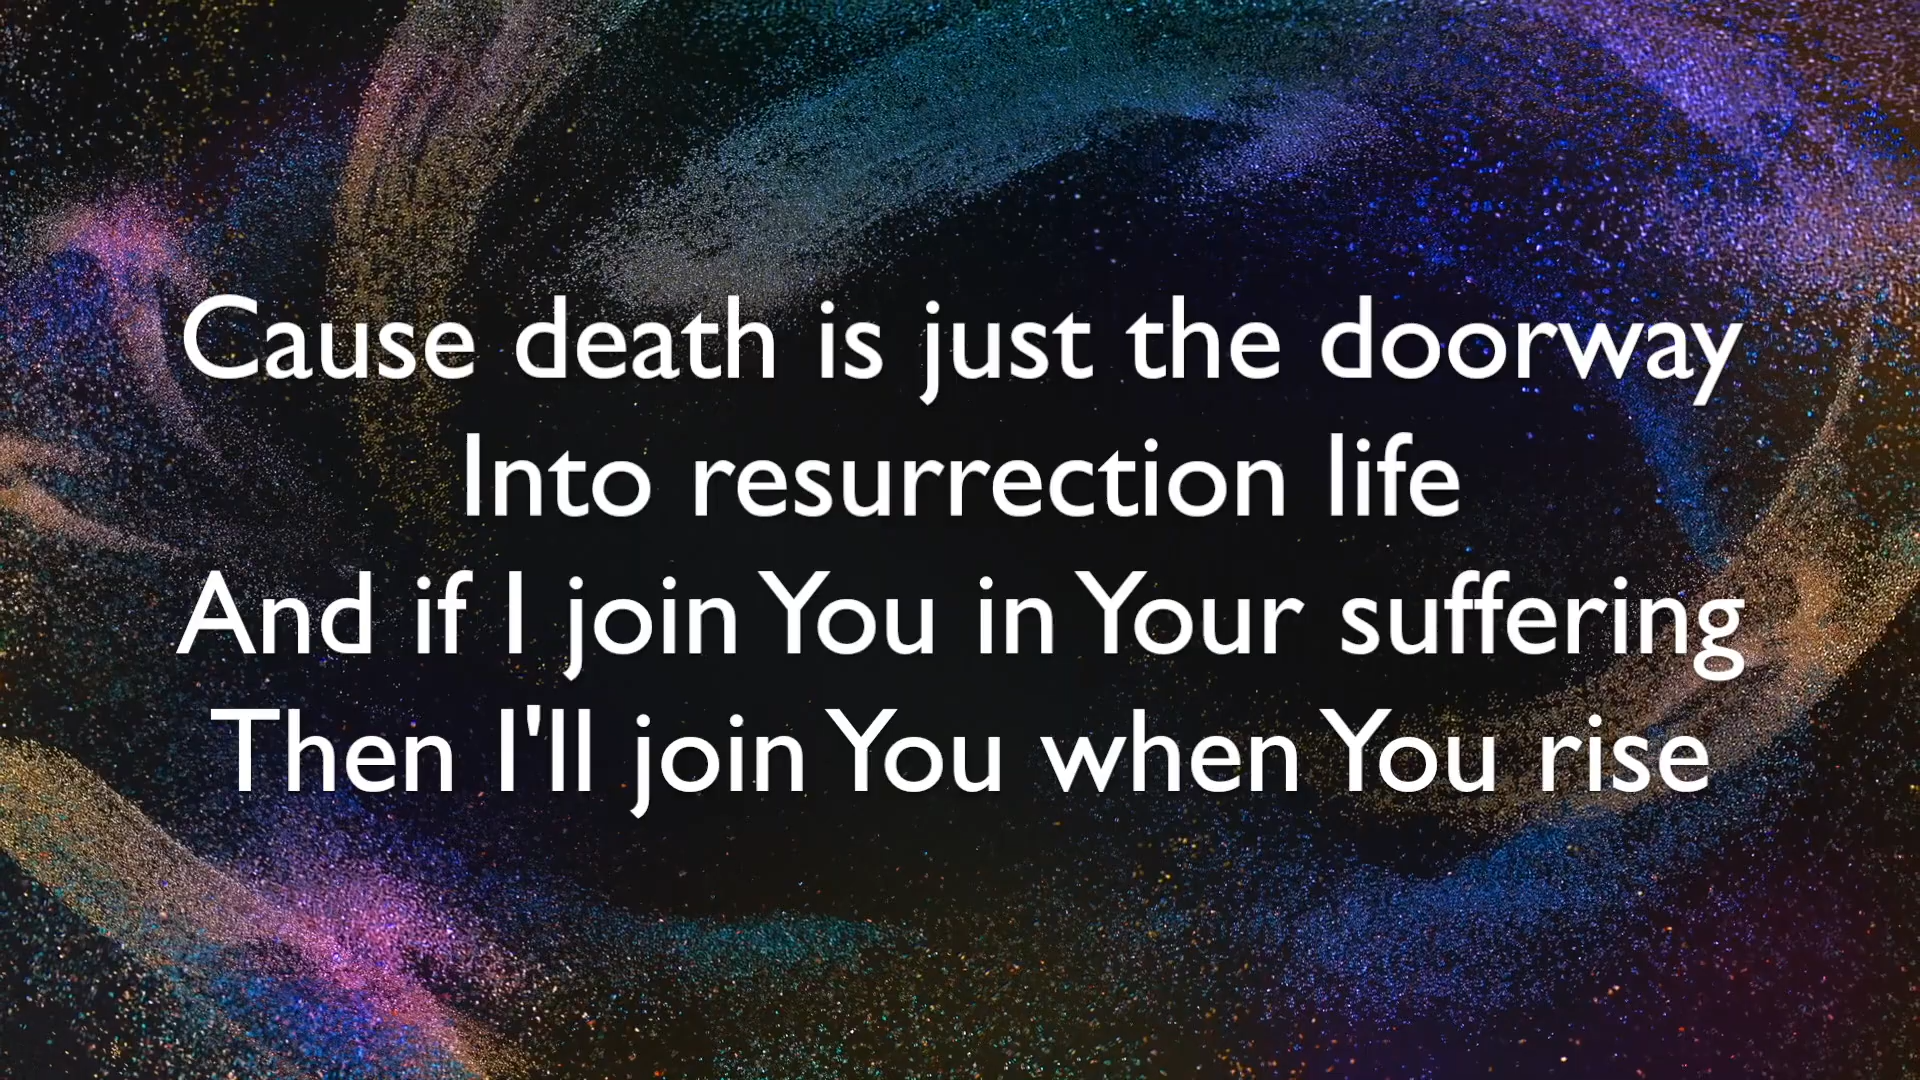 Cause death is just the doorway
Into resurrection life
And if I join You in Your suffering
Then I'll join You when You rise